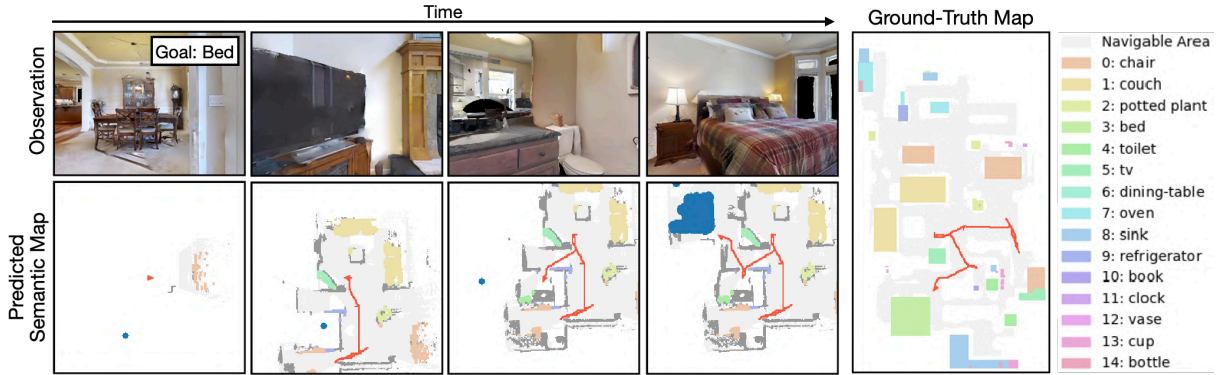 Time
Observation
Goal: Bed
Predicted
Semantic Map
Ground-Truth Map
Navigable Area
0: chair
1: couch
2: potted plant
3: bed
4: toilet
5: tv
6: dining-table
7: oven
8: sink
9: refrigerator
10: book
11: clock
12: vase
13: cup
14: bottle